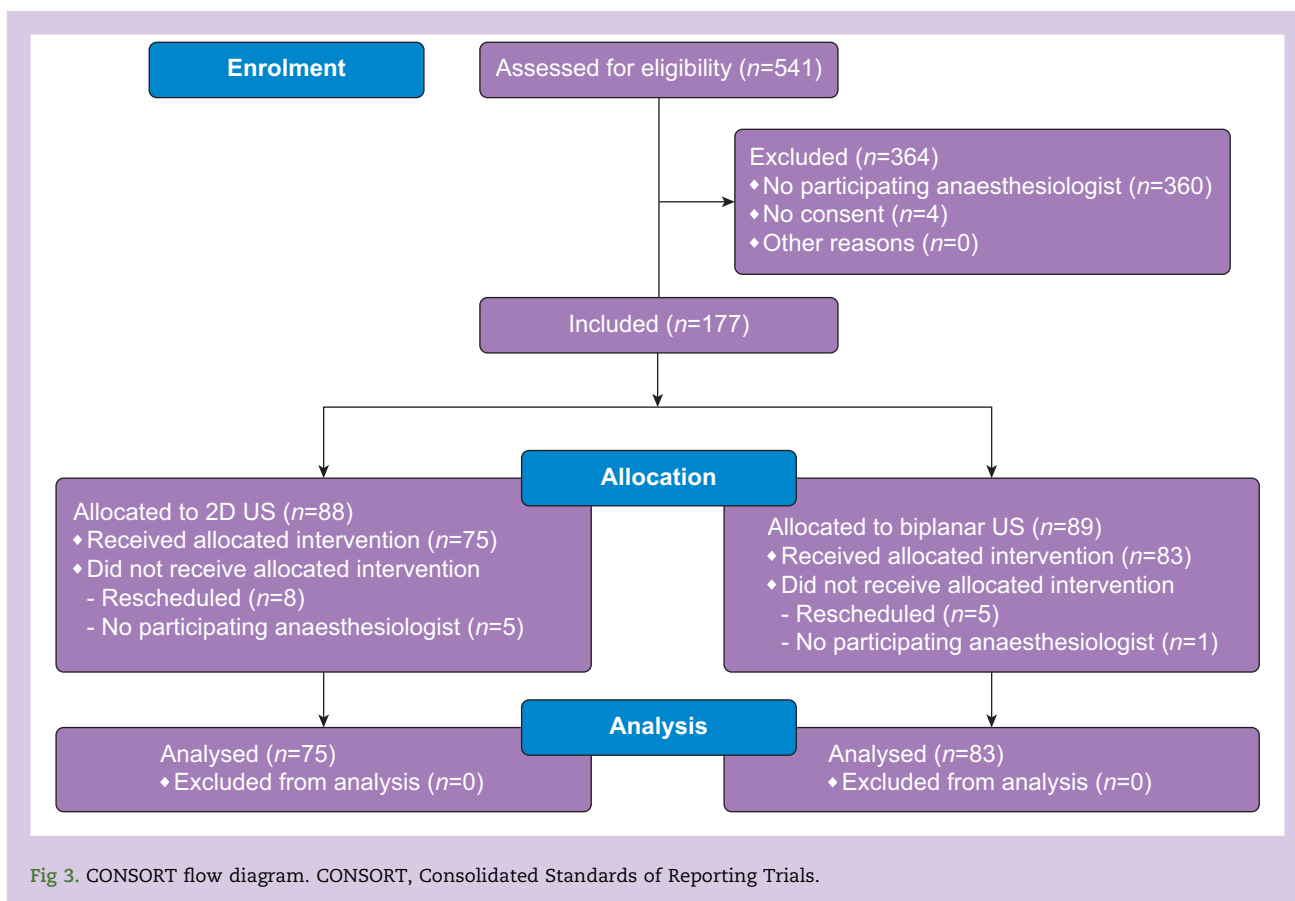 Enrolment
Assessed for eligibility (n=541)
Excluded (n=364)
◆ No participating anaesthesiologist (n=360)
◆ No consent (n=4)
◆ Other reasons (n=0)
Included (n=177)
Allocation
Allocated to 2D US (n=88)
◆ Received allocated intervention (n=75)
◆ Did not receive allocated intervention
- Rescheduled (n=8)
- No participating anaesthesiologist (n=5)
Allocated to biplanar US (n=89)
◆ Received allocated intervention (n=83)
◆ Did not receive allocated intervention
- Rescheduled (n=5)
- No participating anaesthesiologist (n=1)
Analysis
Analysed (n=75)
◆ Excluded from analysis (n=0)
Analysed (n=83)
◆ Excluded from analysis (n=0)
Fig 3. CONSORT flow diagram. CONSORT, Consolidated Standards of Reporting Trials.